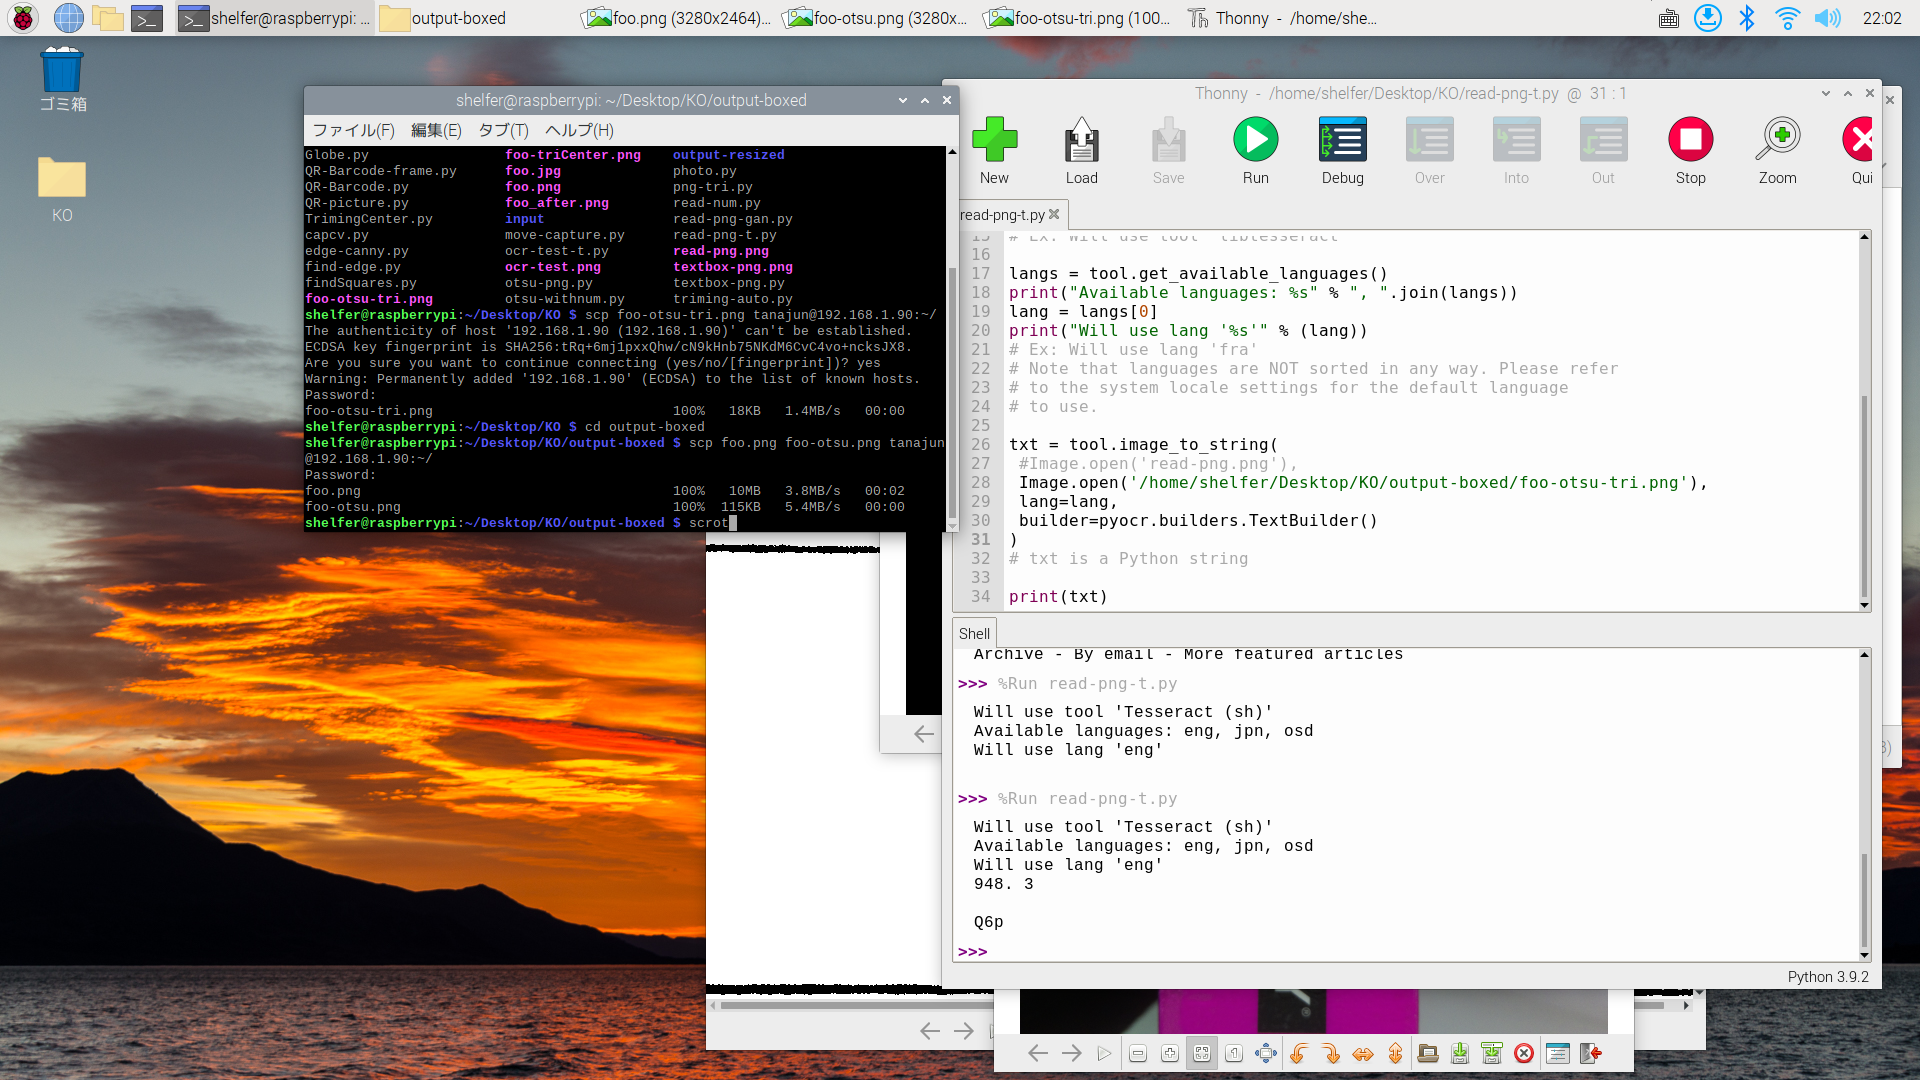 shelfer@raspberrypi: ...
output-boxed
foo.png (3280x2464)...
foo-otsu.png (3280x...
foo-otsu-tri.png (100...
Thonny - /home/she...
22:02
ゴミ箱
KO
shelfer@raspberrypi: ~/Desktop/KO/output-boxed
ファイル(F) 編集(E) タブ(T) ヘルプ(H)
Globe.py foo-triCenter.png output-resized
QR-Barcode-frame.py foo.jpg photo.py
QR-Barcode.py foo.png png-tri.py
QR-picture.py foo_after.png read-num.py
TrimingCenter.py input read-png-gan.py
capcv.py move-capture.py read-png-t.py
edge-canny.py ocr-test-t.py read-png.png
find-edge.py ocr-test.png textbox-png.png
findSquares.py otsu-png.py textbox-png.py
foo-otsu-tri.png otsu-withnum.py triming-auto.py
shelfer@raspberrypi:~/Desktop/KO $ scp foo-otsu-tri.png tanajun@192.168.1.90:~/
The authenticity of host '192.168.1.90 (192.168.1.90)' can't be established.
ECDSA key fingerprint is SHA256:tRq+6mj1pxxQhw/cN9kHnb75NKdM6CvC4vo+ncksJX8.
Are you sure you want to continue connecting (yes/no/[fingerprint])? yes
Warning: Permanently added '192.168.1.90' (ECDSA) to the list of known hosts.
Password:
foo-otsu-tri.png 100% 18KB 1.4MB/s 00:00
shelfer@raspberrypi:~/Desktop/KO $ cd output-boxed
shelfer@raspberrypi:~/Desktop/KO/output-boxed $ scp foo.png foo-otsu.png tanajun
@192.168.1.90:~/
Password:
foo.png 100% 10MB 3.8MB/s 00:02
foo-otsu.png 100% 115KB 5.4MB/s 00:00
shelfer@raspberrypi:~/Desktop/KO/output-boxed $ scrot
Thonny - /home/shelfer/Desktop/KO/read-png-t.py @ 31 : 1
New Load Save Run Debug Over Into Out Stop Zoom Qui
read-png-t.py
15 # Ex: Will use tool 'libtesseract'
16
17 langs = tool.get_available_languages()
18 print("Available languages: %s" % ", ".join(langs))
19 lang = langs[0]
20 print("Will use lang '%s'" % (lang))
21 # Ex: Will use lang 'fra'
22 # Note that languages are NOT sorted in any way. Please refer
23 # to the system locale settings for the default language
24 # to use.
25
26 txt = tool.image_to_string(
27 #Image.open('read-png.png'),
28 Image.open('/home/shelfer/Desktop/KO/output-boxed/foo-otsu-tri.png'),
29 lang=lang,
30 builder=pyocr.builders.TextBuilder()
31 )
32 # txt is a Python string
33
34 print(txt)
Shell
Archive - By email - More featured articles
>>> %Run read-png-t.py
Will use tool 'Tesseract (sh)'
Available languages: eng, jpn, osd
Will use lang 'eng'
>>> %Run read-png-t.py
Will use tool 'Tesseract (sh)'
Available languages: eng, jpn, osd
Will use lang 'eng'
948. 3
Q6p
>>>
Python 3.9.2